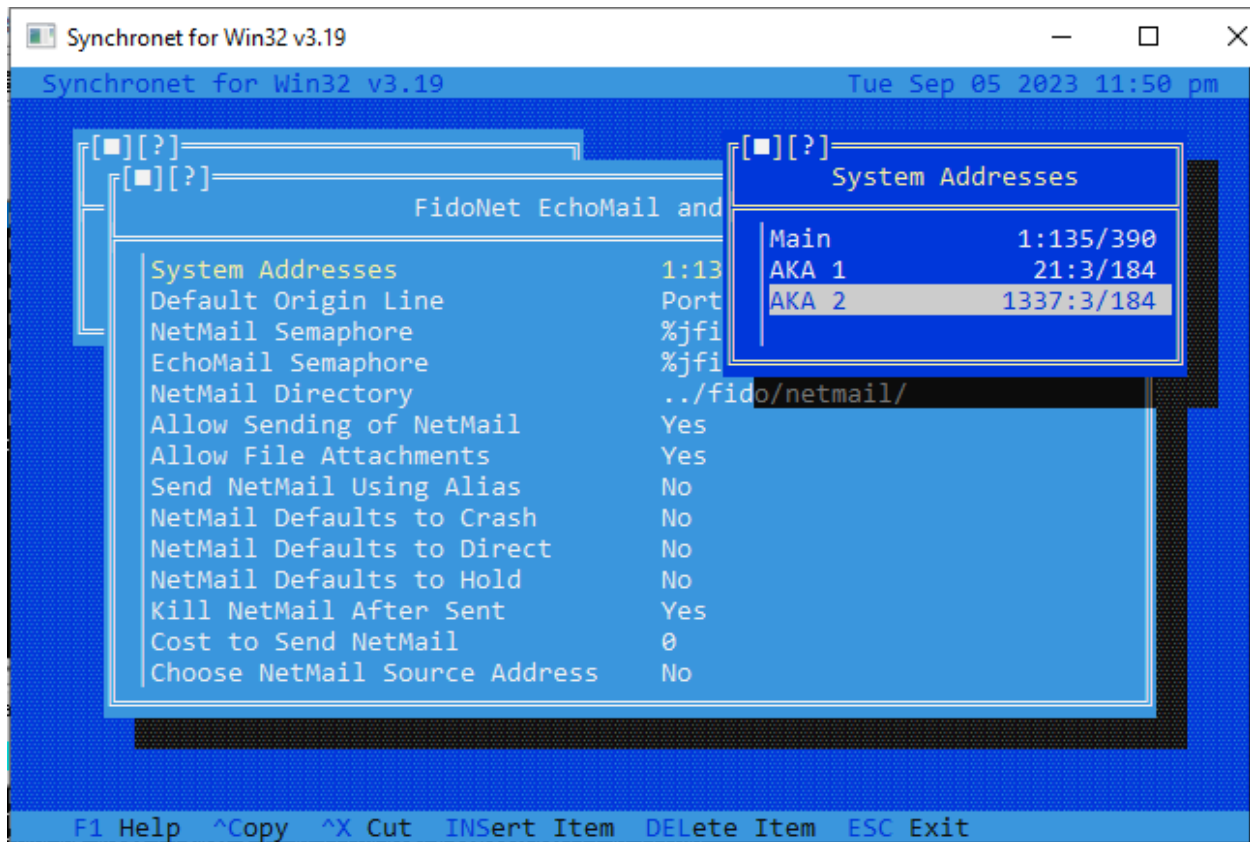 Synchronet for Win32 v3.19
Synchronet for Win32 v3.19 Tue Sep 05 2023 11:50 pm
[■][?]
[■][?]
FidoNet EchoMail and
System Addresses 1:13
Default Origin Line Port
NetMail Semaphore %jfi
EchoMail Semaphore %jfi
NetMail Directory ../fido/netmail/
Allow Sending of NetMail Yes
Allow File Attachments Yes
Send NetMail Using Alias No
NetMail Defaults to Crash No
NetMail Defaults to Direct No
NetMail Defaults to Hold No
Kill NetMail After Sent Yes
Cost to Send NetMail 0
Choose NetMail Source Address No
[■][?]
System Addresses
Main 1:135/390
AKA 1 21:3/184
AKA 2 1337:3/184
F1 Help ^Copy ^X Cut INSert Item DELete Item ESC Exit